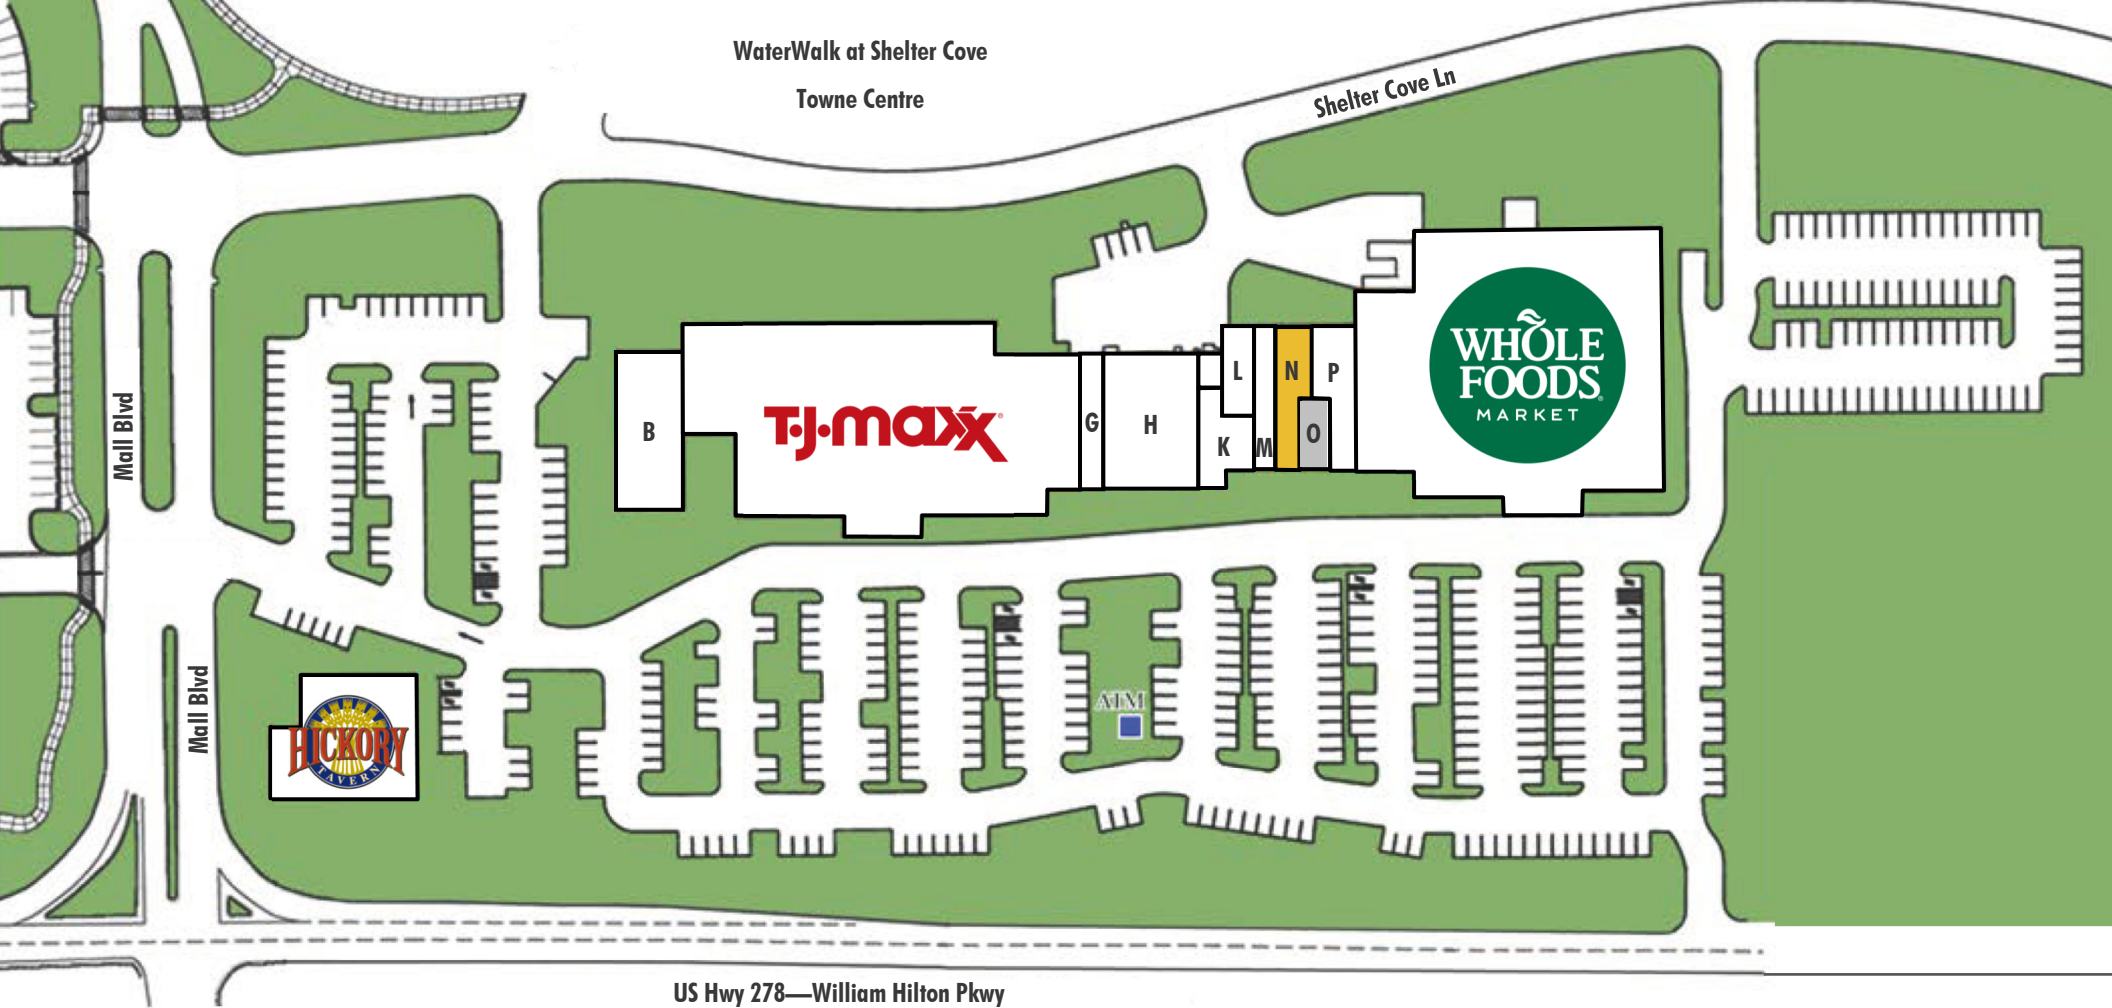 WaterWalk at Shelter Cove
Towne Centre
Shelter Cove Ln
Mall Blvd
B
T·J·maxx
G
H
K
L
M
N
O
P
WHOLE
FOODS
MARKET
Mall Blvd
HICKORY
TAVERN
ATM
US Hwy 278—William Hilton Pkwy